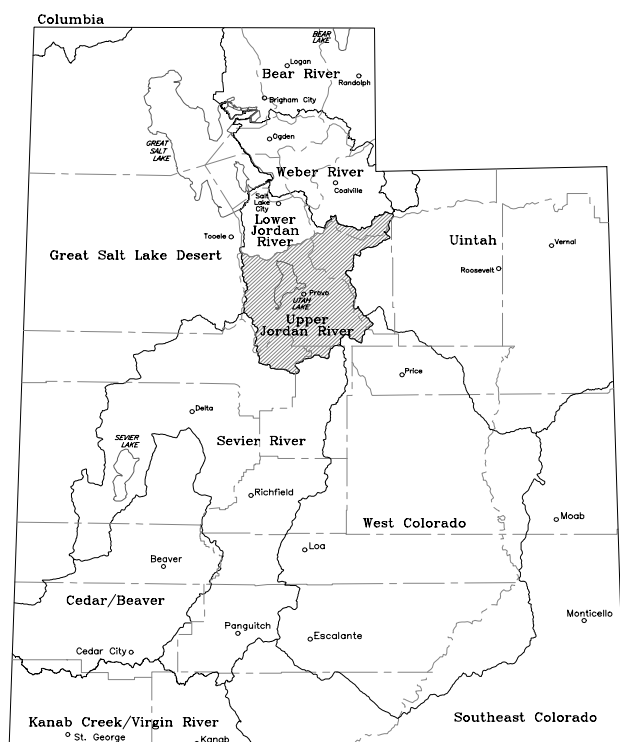 Columbia
BEAR
LAKE
Logan
Bear River
Randolph
Brigham City
Ogden
GREAT
SALT
LAKE
Weber River
Coalville
Salt
Lake
City
Lower
Jordan
River
Tooele
Great Salt Lake Desert
Uintah
Vernal
Roosevelt
Provo
UTAH
LAKE
Upper
Jordan River
Price
Delta
SEVIER
LAKE
Sevier River
Richfield
West Colorado
Moab
Loa
Beaver
Cedar/Beaver
Monticello
Panguitch
Escalante
Cedar City
Kanab Creek/Virgin River
Southeast Colorado
St. George
Kanab